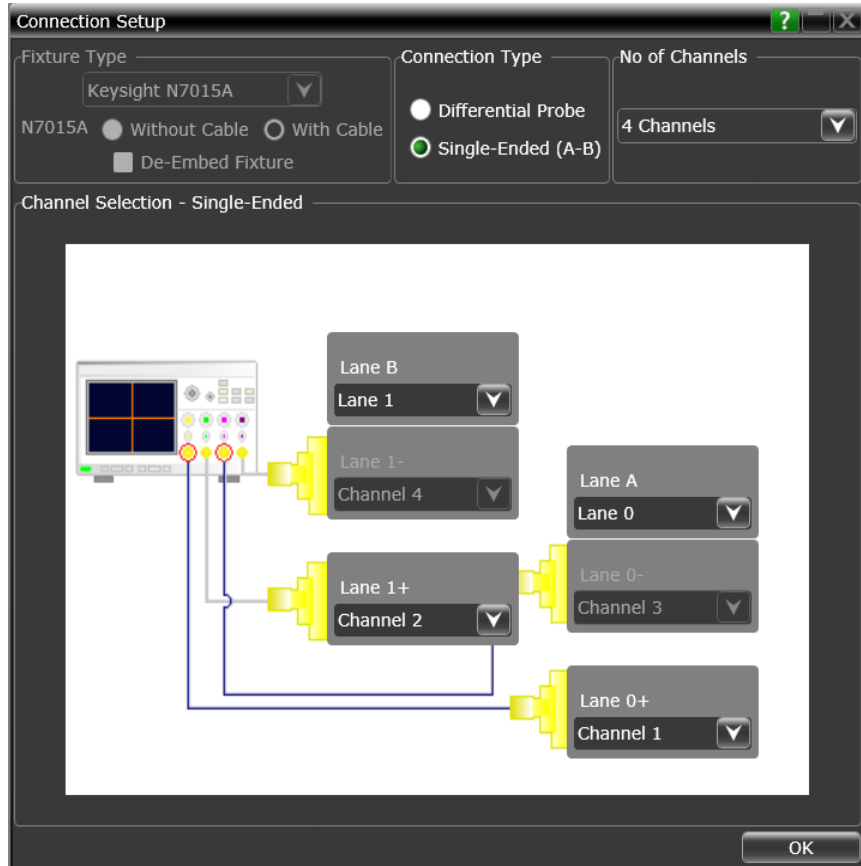 Connection Setup
?
Fixture Type
Keysight N7015A
N7015A Without Cable With Cable
De-Embed Fixture
Connection Type
Differential Probe
Single-Ended (A-B)
No of Channels
4 Channels
Channel Selection - Single-Ended
Lane B
Lane 1
Lane 1-
Channel 4
Lane A
Lane 0
Lane 0-
Channel 3
Lane 1+
Channel 2
Lane 0+
Channel 1
OK